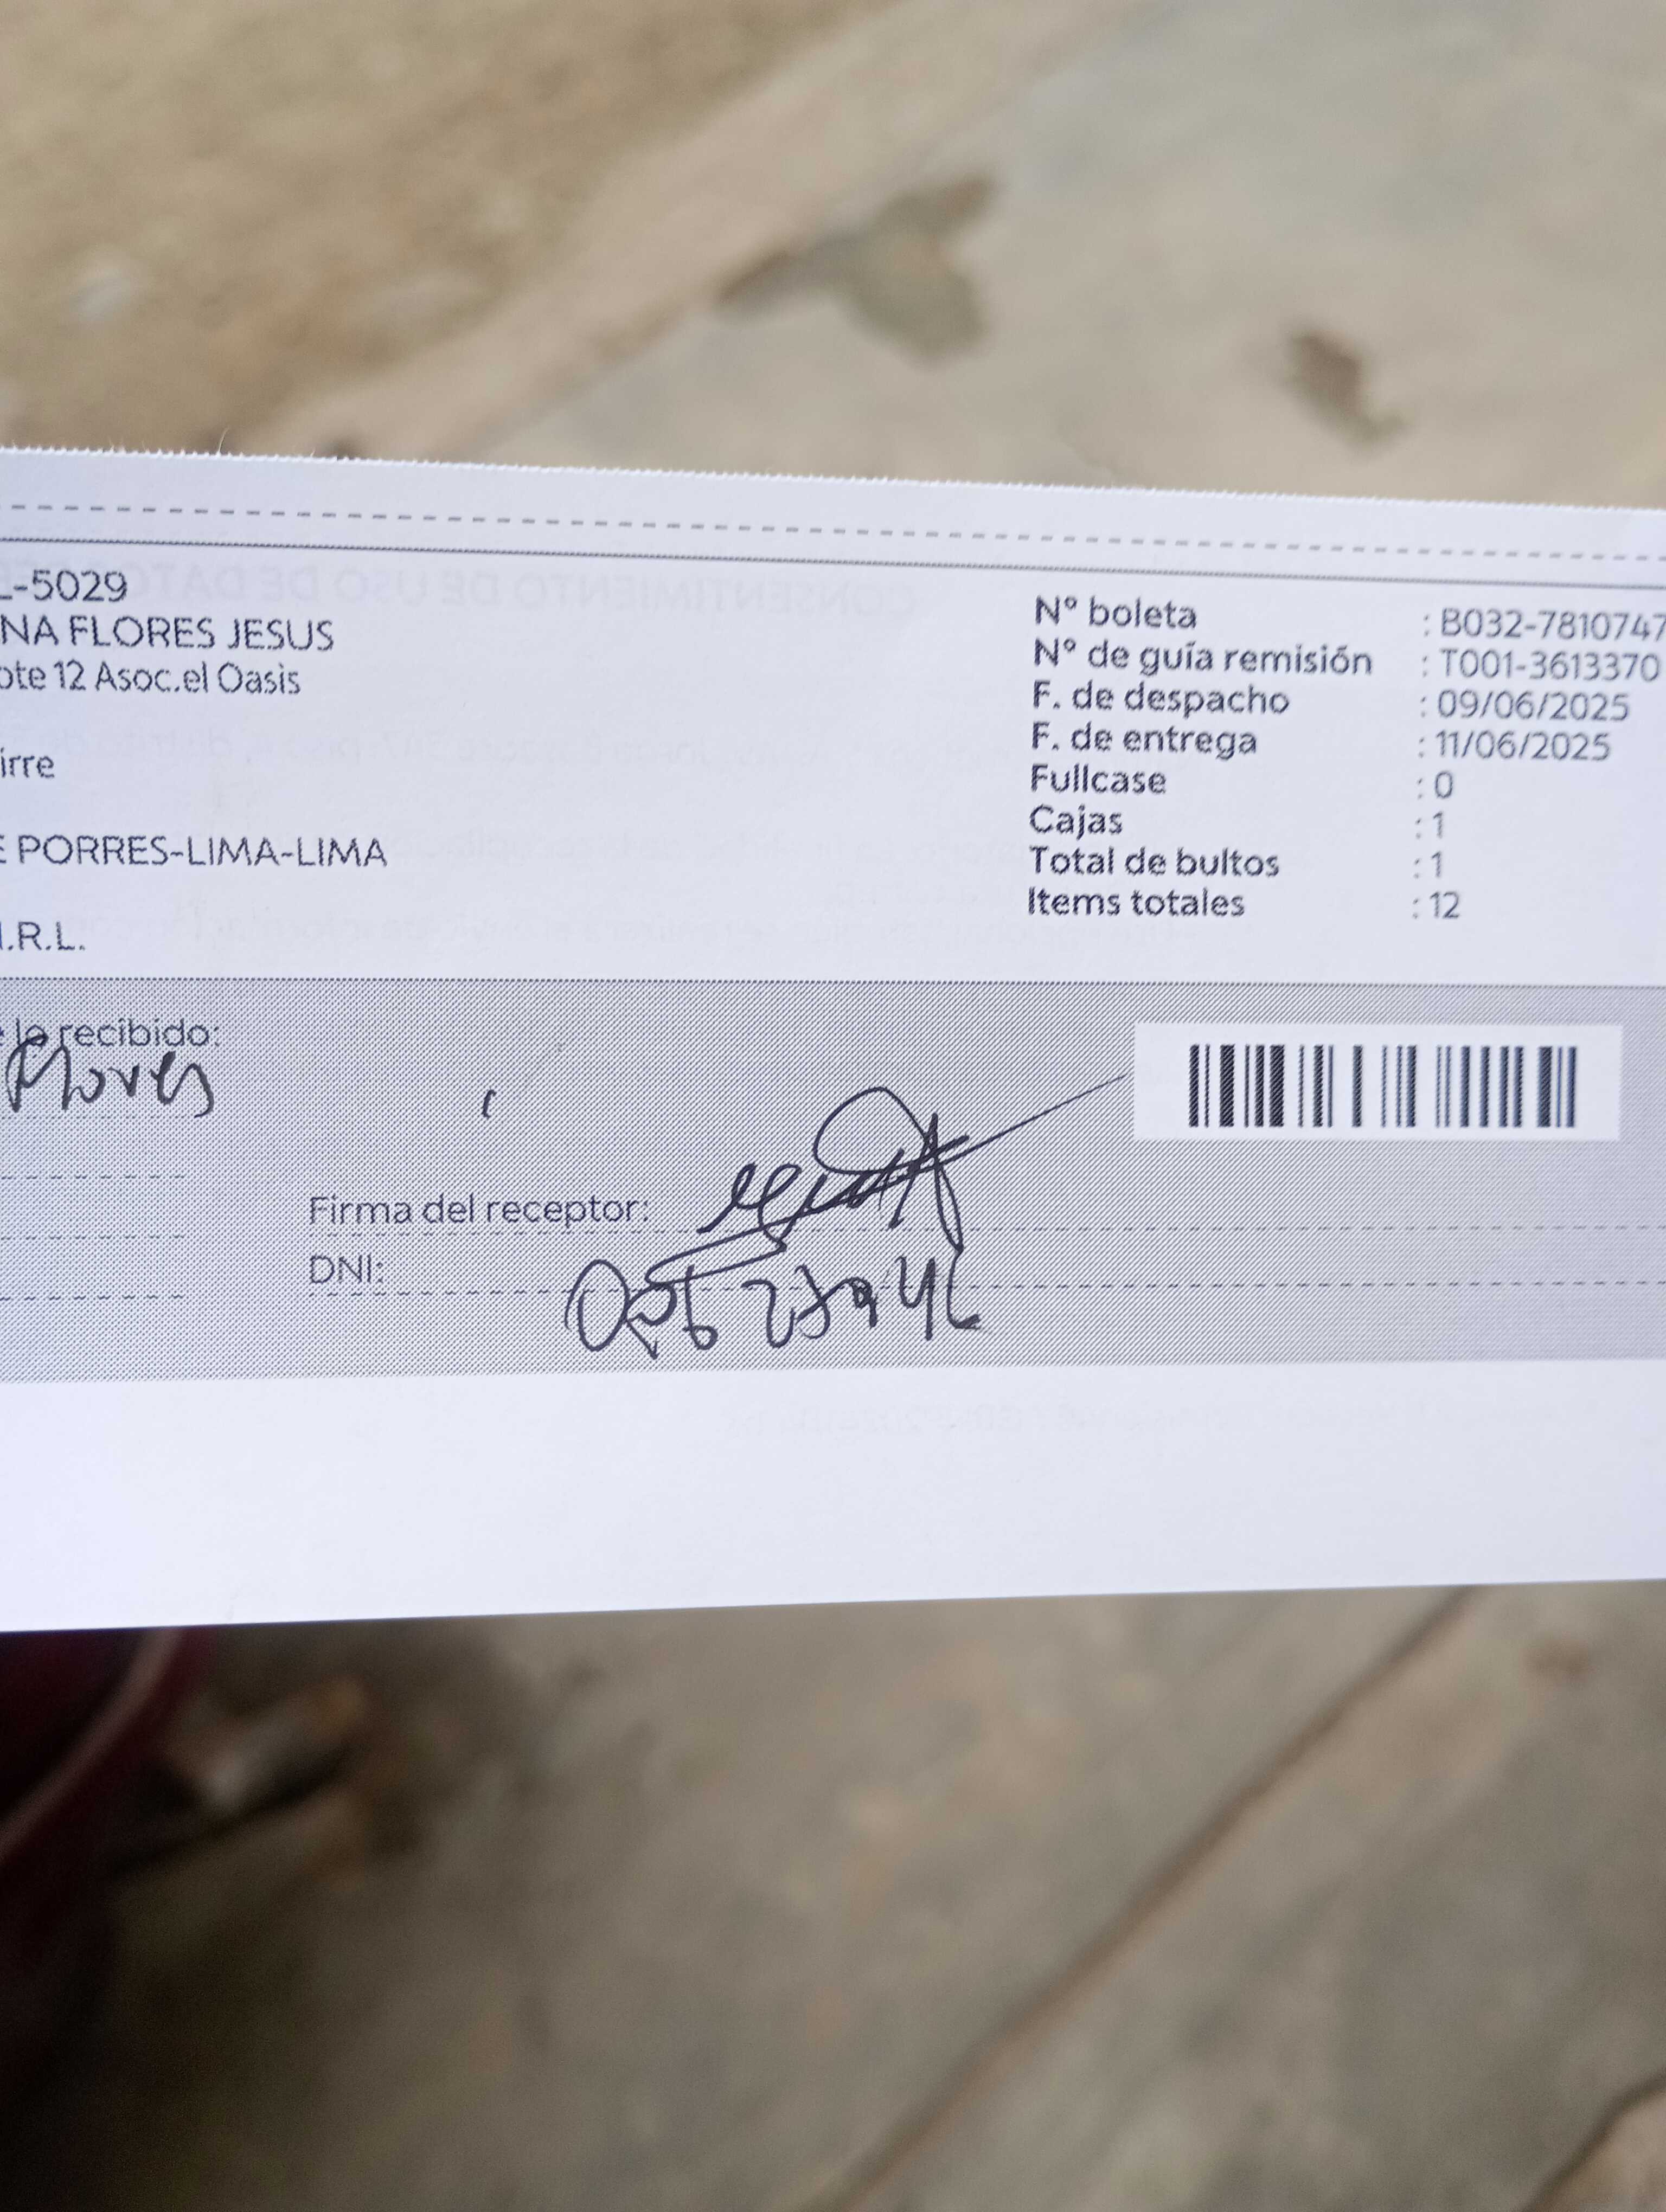 L-5029
NA FLORES JESUS
ote 12 Asoc.el Oasis
irre
E PORRES-LIMA-LIMA
I.R.L.
Nº boleta : B032-7810747
Nº de guía remisión : T001-3613370
F. de despacho : 09/06/2025
F. de entrega : 11/06/2025
Fullcase : 0
Cajas : 1
Total de bultos : 1
Items totales : 12
e lo recibido:
Flores
Firma del receptor:
DNI: